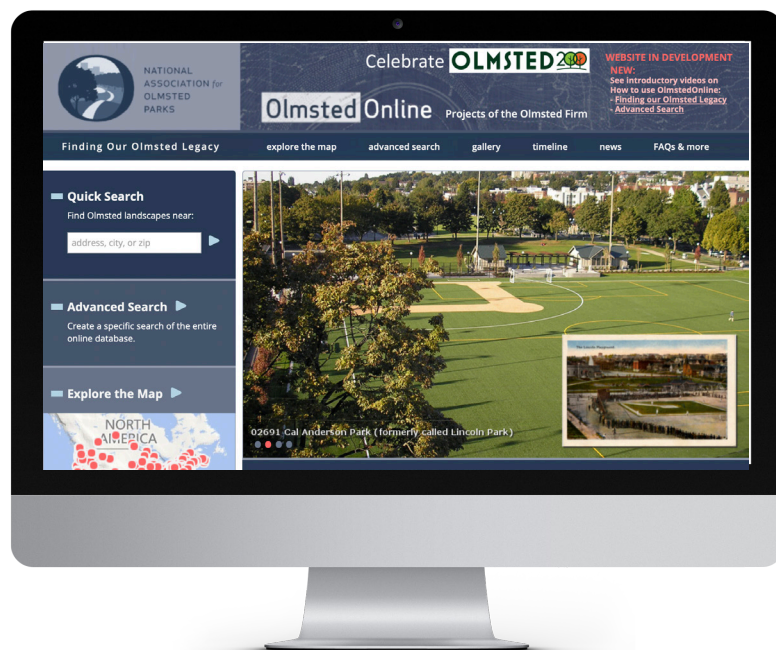 NATIONAL
ASSOCIATION for
OLMSTED
PARKS
Celebrate OLMSTED 200
Olmsted Online Projects of the Olmsted Firm
WEBSITE IN DEVELOPMENT
NEW:
See introductory videos on
How to use OlmstedOnline:
- Finding our Olmsted Legacy
- Advanced Search
Finding Our Olmsted Legacy
explore the map
advanced search
gallery
timeline
news
FAQs & more
Quick Search
Find Olmsted landscapes near:
address, city, or zip
Advanced Search
Create a specific search of the entire
online database.
Explore the Map
NORTH
AMERICA
02691 Cal Anderson Park (formerly called Lincoln Park)